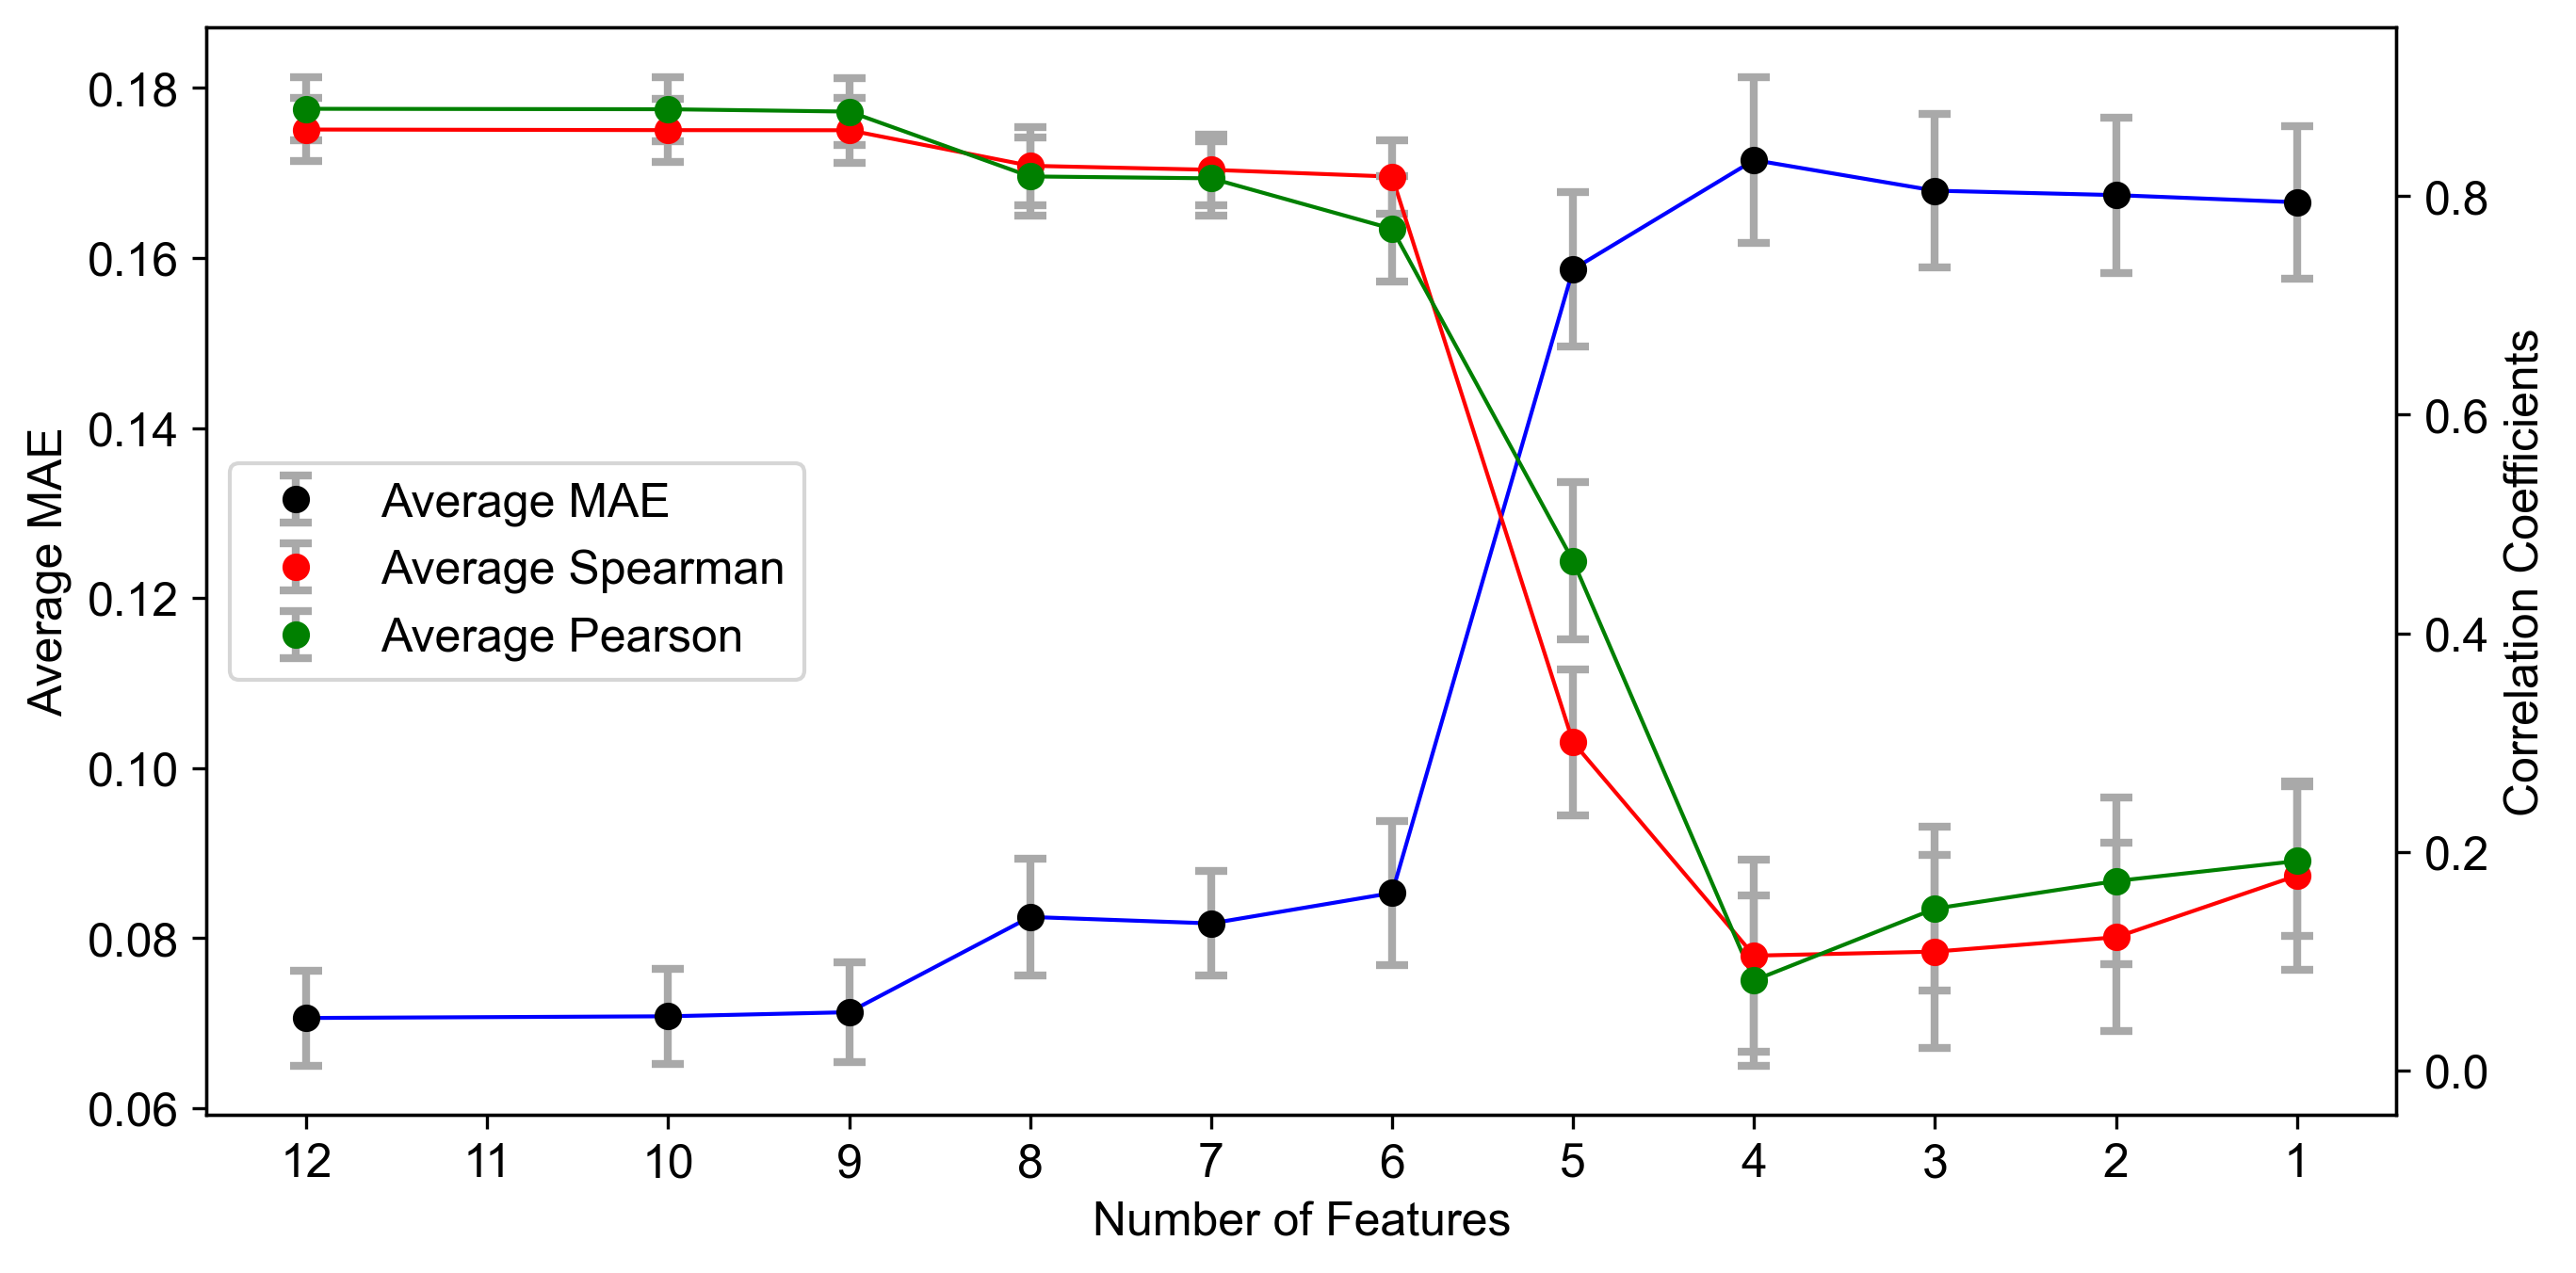 0.18
0.16
0.14
0.12
0.10
0.08
0.06
Average MAE
Average MAE
Average Spearman
Average Pearson
0.8
0.6
0.4
0.2
0.0
Correlation Coefficients
12 11 10 9 8 7 6 5 4 3 2 1
Number of Features